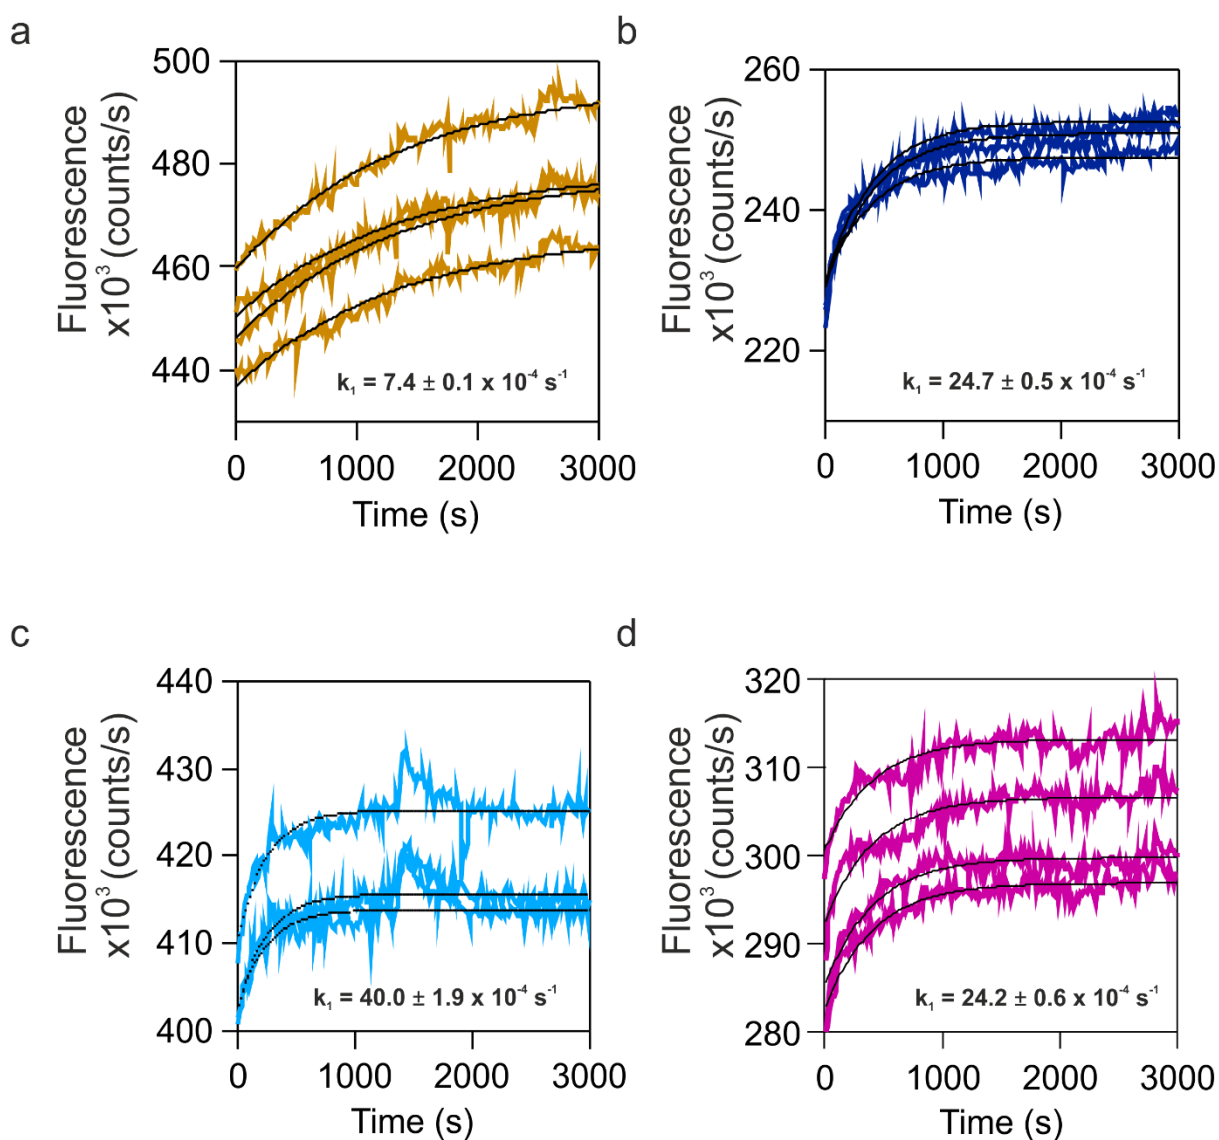 a
Fluorescence
x10³ (counts/s)
500
480
460
440
k₁ = 7.4 ± 0.1 x 10⁻⁴ s⁻¹
0 1000 2000 3000
Time (s)
b
Fluorescence
x10³ (counts/s)
260
240
220
k₁ = 24.7 ± 0.5 x 10⁻⁴ s⁻¹
0 1000 2000 3000
Time (s)
c
Fluorescence
x10³ (counts/s)
440
430
420
410
400
k₁ = 40.0 ± 1.9 x 10⁻⁴ s⁻¹
0 1000 2000 3000
Time (s)
d
Fluorescence
x10³ (counts/s)
320
310
300
290
280
k₁ = 24.2 ± 0.6 x 10⁻⁴ s⁻¹
0 1000 2000 3000
Time (s)